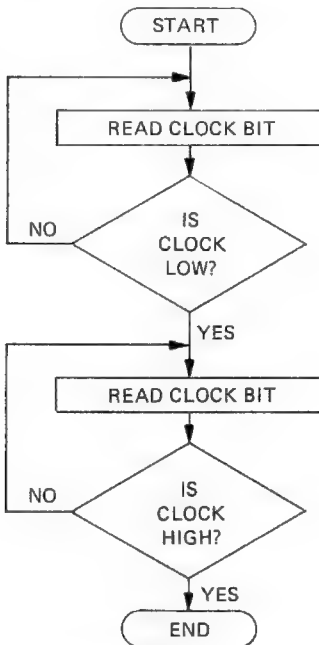 START
READ CLOCK BIT
IS
CLOCK
LOW?
NO
YES
READ CLOCK BIT
NO
IS
CLOCK
HIGH?
YES
END